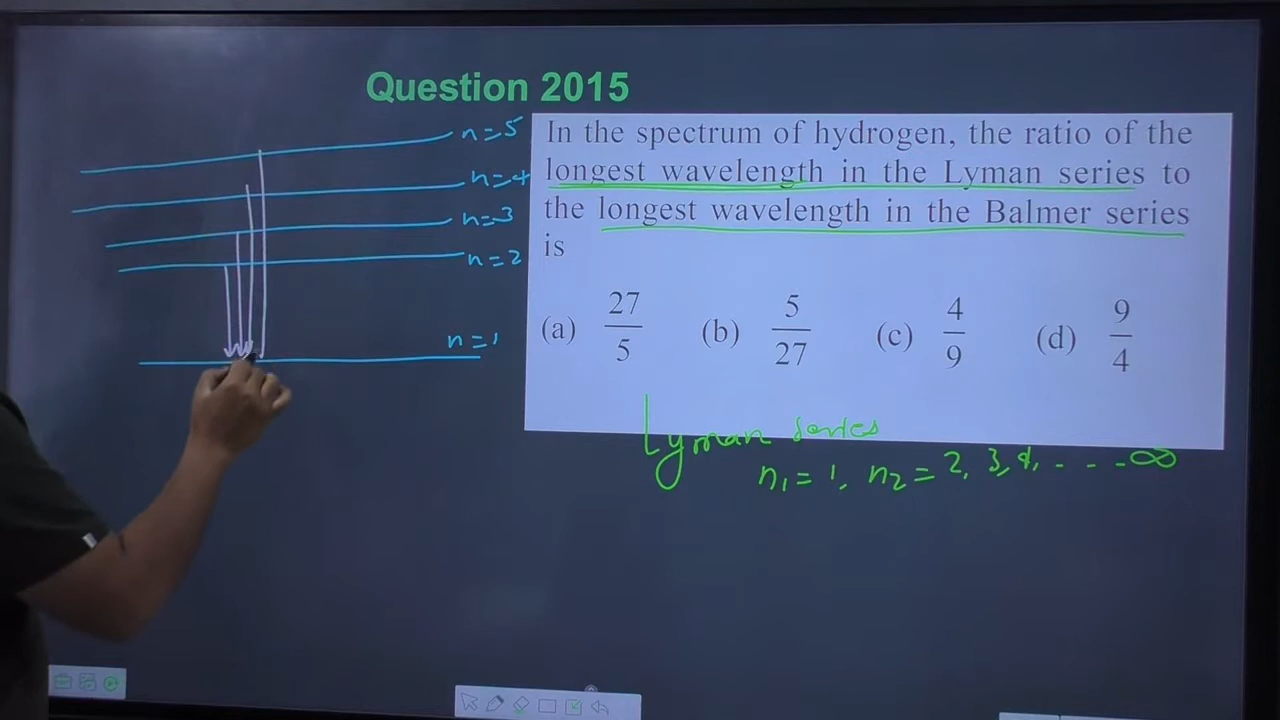 Question 2015
n=5
n=4
n=3
n=2
n=1
In the spectrum of hydrogen, the ratio of the
longest wavelength in the Lyman series to
the longest wavelength in the Balmer series
is
(a) 27/5 (b) 5/27 (c) 4/9 (d) 9/4
Lyman series
n₁ = 1, n₂ = 2, 3, 4, - - - ∞